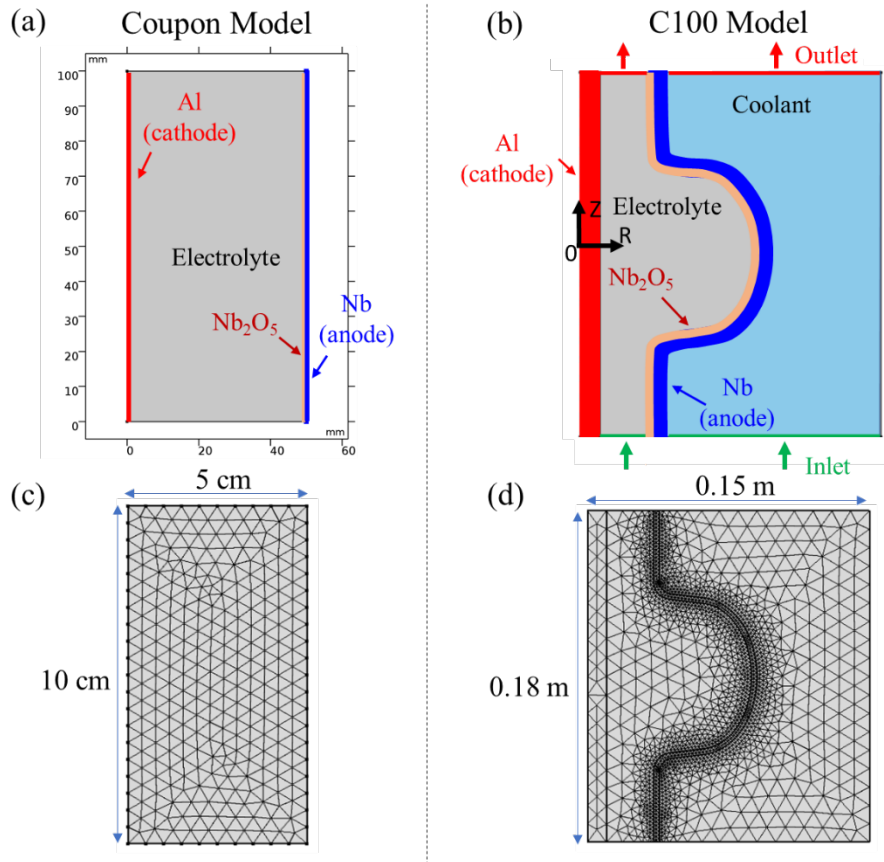 (a)
Coupon Model
mm
100
90
80
70
60
50
40
30
20
10
0
0
20
40
60
mm
Al
(cathode)
Electrolyte
Nb₂O₅
Nb
(anode)
(b)
C100 Model
Outlet
Coolant
Al
(cathode)
Electrolyte
Z
0
R
Nb₂O₅
Nb
(anode)
Inlet
(c)
5 cm
10 cm
(d)
0.15 m
0.18 m